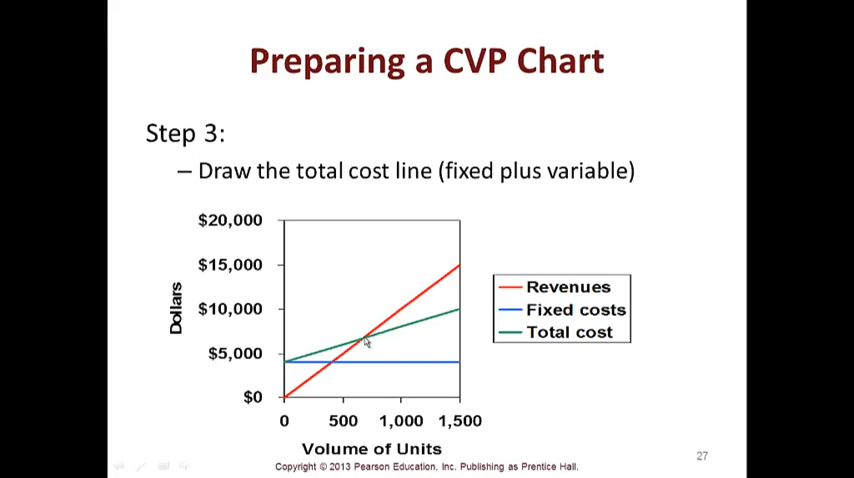 Preparing a CVP Chart
Step 3:
– Draw the total cost line (fixed plus variable)
$20,000
$15,000
$10,000
$5,000
$0
Dollars
0 500 1,000 1,500
Volume of Units
Revenues
Fixed costs
Total cost
Copyright © 2013 Pearson Education, Inc. Publishing as Prentice Hall.
27